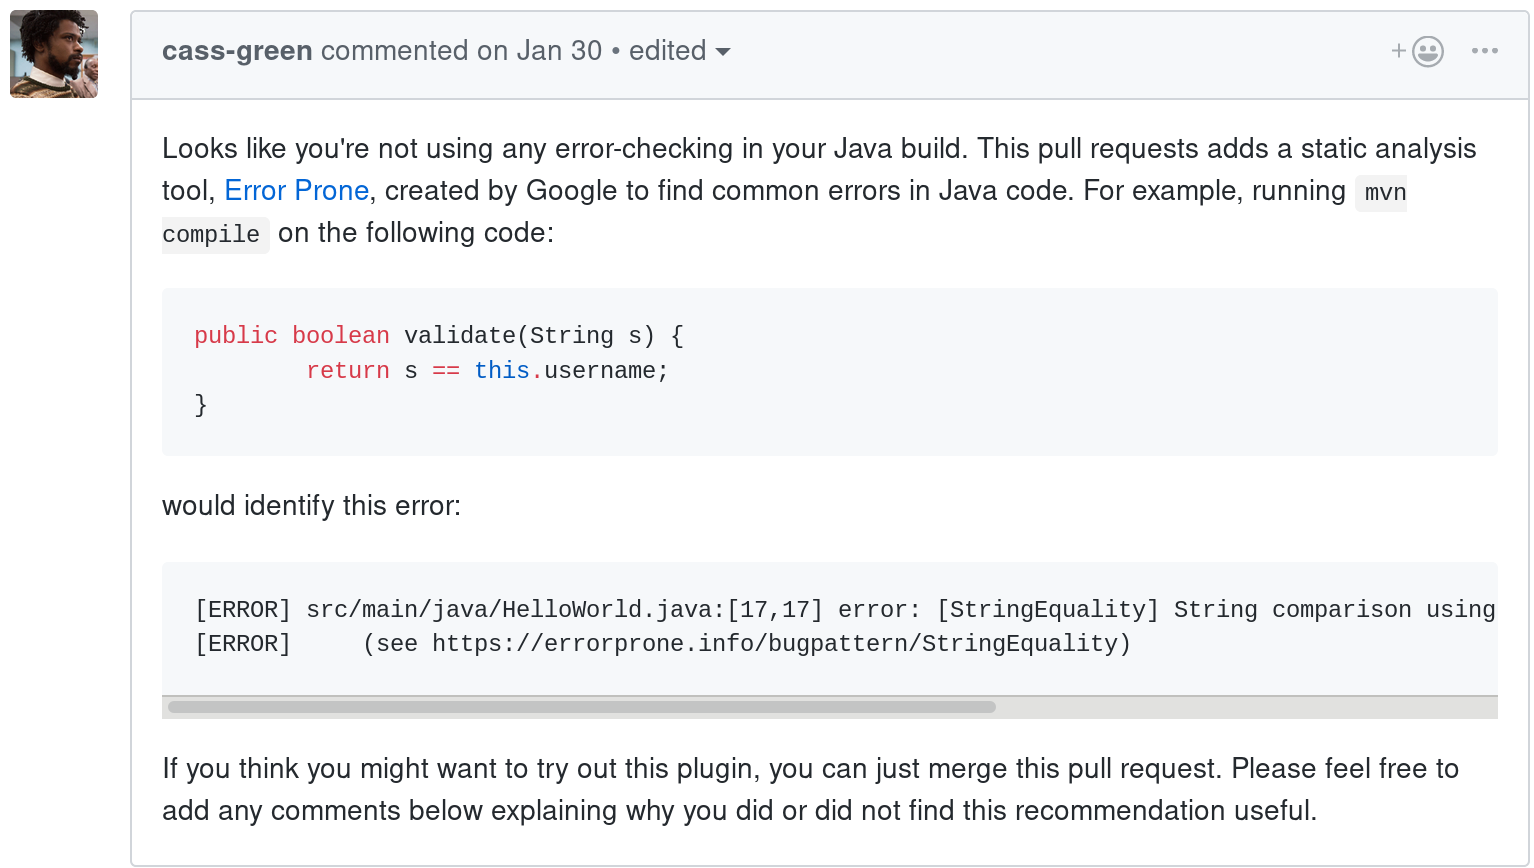 cass-green commented on Jan 30 • edited
Looks like you're not using any error-checking in your Java build. This pull requests adds a static analysis
tool, Error Prone, created by Google to find common errors in Java code. For example, running mvn
compile on the following code:
public boolean validate(String s) {
        return s == this.username;
}
would identify this error:
[ERROR] src/main/java/HelloWorld.java:[17,17] error: [StringEquality] String comparison using
[ERROR]     (see https://errorprone.info/bugpattern/StringEquality)
If you think you might want to try out this plugin, you can just merge this pull request. Please feel free to
add any comments below explaining why you did or did not find this recommendation useful.